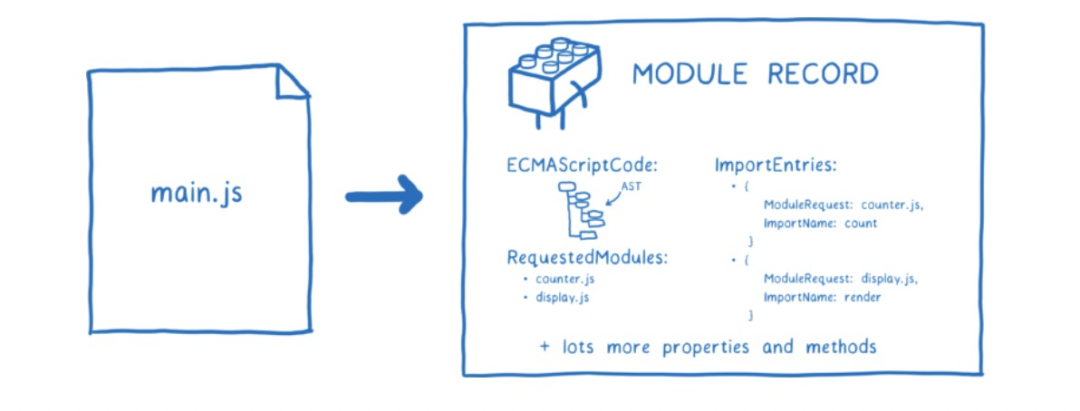 main.js
MODULE RECORD
ECMAScriptCode:
AST
RequestedModules:
• counter.js
• display.js
ImportEntries:
• {
ModuleRequest: counter.js,
ImportName: count
}
• {
ModuleRequest: display.js,
ImportName: render
}
+ lots more properties and methods